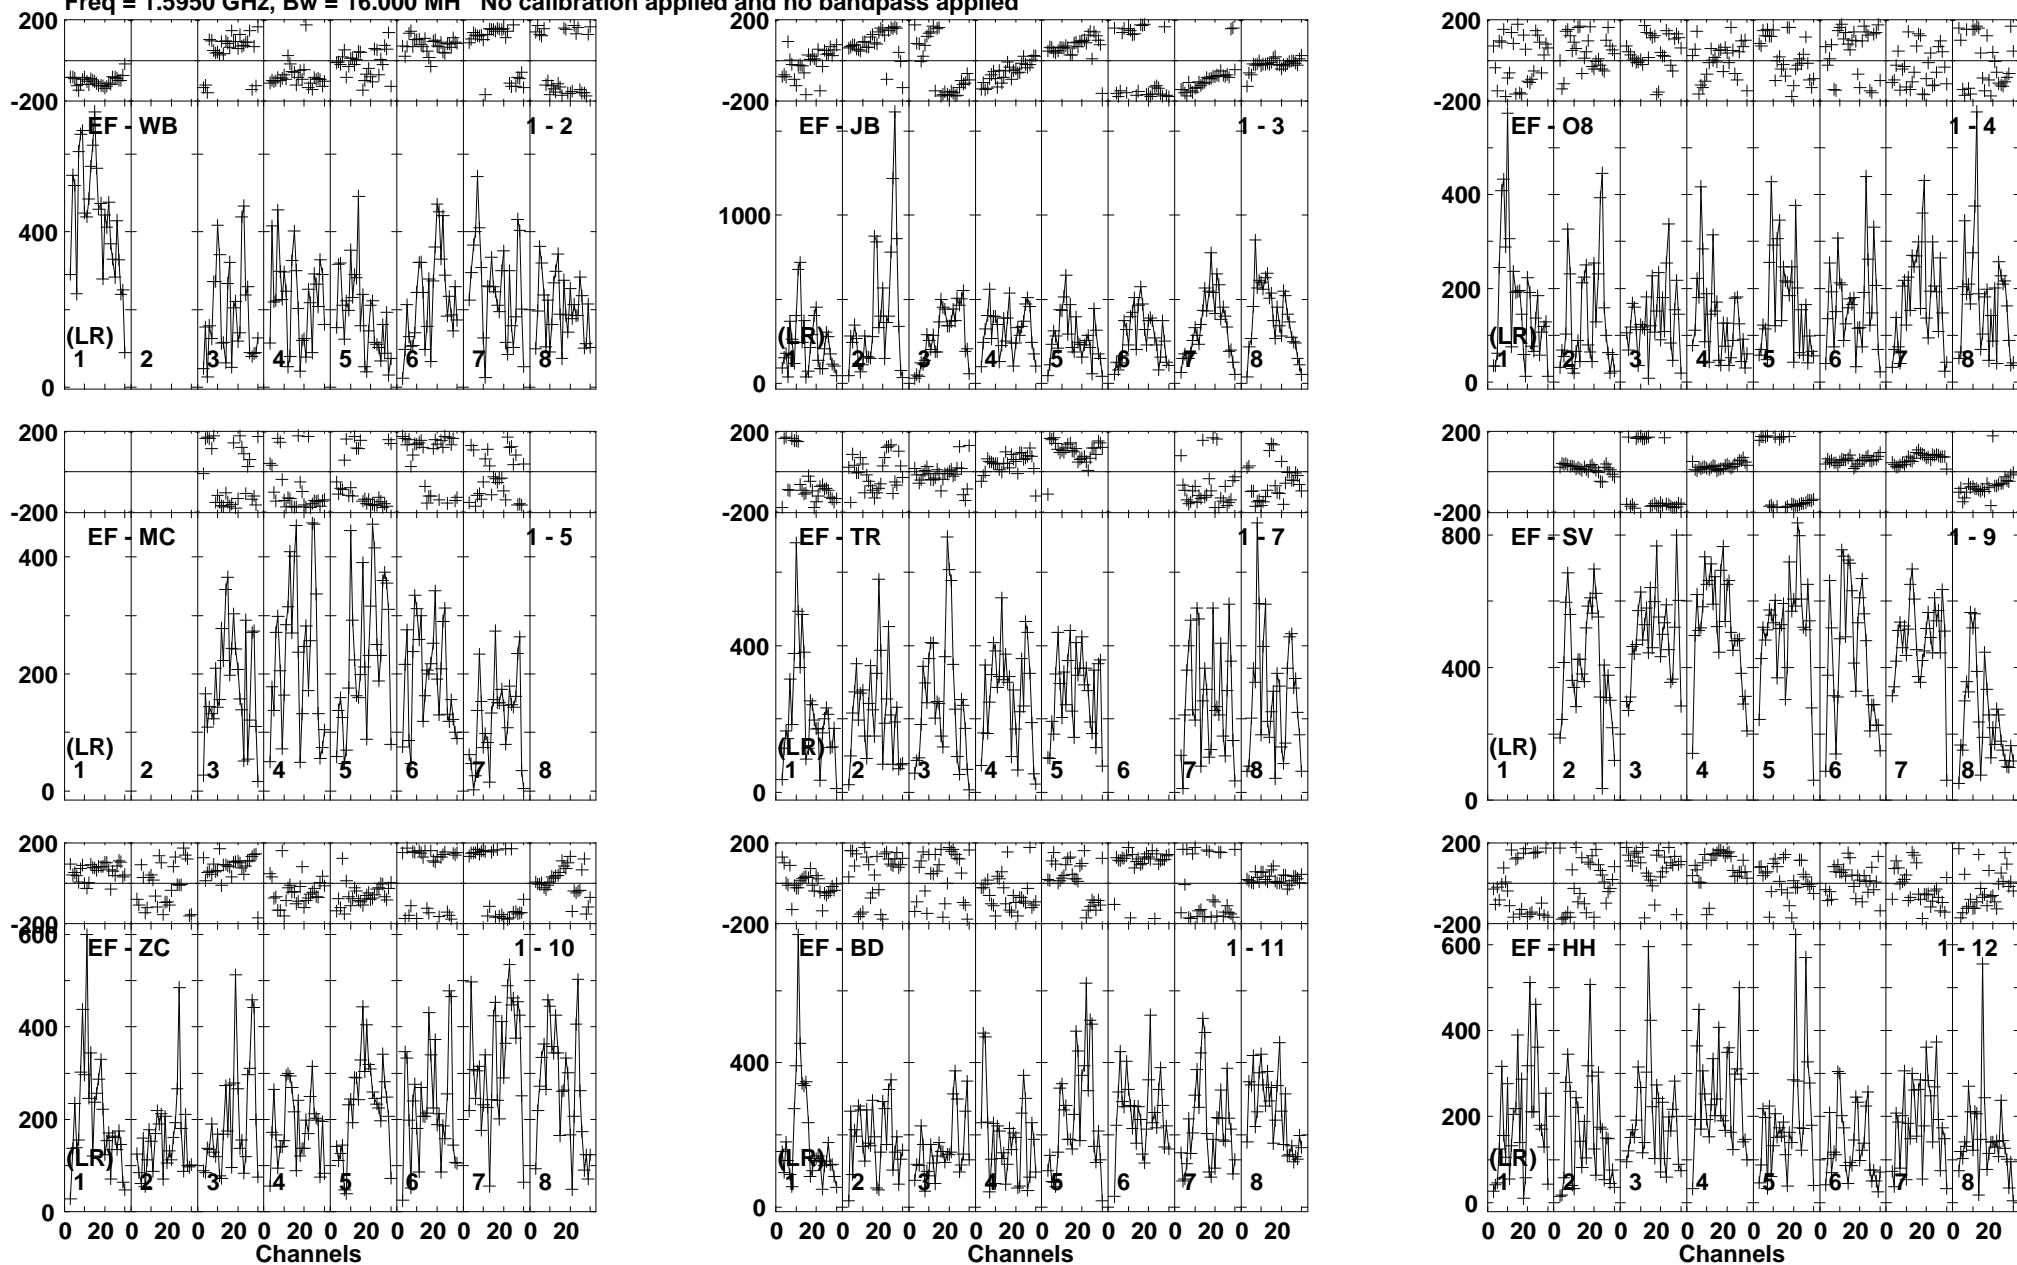 Freq = 1.5950 GHz, Bw = 16.000 MH No calibration applied and no bandpass applied
200 200 200
-200 -200 -200
EF - WB 1 - 2 EF - JB 1 - 3 EF - O8 1 - 4
1000
400 400
200
(LR) (LR) (LR)
1 2 3 4 5 6 7 8 1 2 3 4 5 6 7 8 1 2 3 4 5 6 7 8
0 0 0
200 200 200
-200 -200 -200
EF - MC 1 - 5 EF - TR 1 - 7 EF - SV 1 - 9
800
400
400 400
200
(LR) (LR) (LR)
1 2 3 4 5 6 7 8 1 2 3 4 5 6 7 8 1 2 3 4 5 6 7 8
0 0 0
200 200 200
-200 -200 -200
600 600
EF - ZC 1 - 10 EF - BD 1 - 11 EF - HH 1 - 12
400 400 400
200 200
(LR) (LR) (LR)
1 2 3 4 5 6 7 8 1 2 3 4 5 6 7 8 1 2 3 4 5 6 7 8
0 0 0
0 20 0 20 0 20 0 20 0 20 0 20 0 20 0 20 0 20 0 20 0 20 0 20 0 20 0 20 0 20 0 20 0 20 0 20 0 20 0 20 0 20 0 20 0 20 0 20
Channels Channels Channels